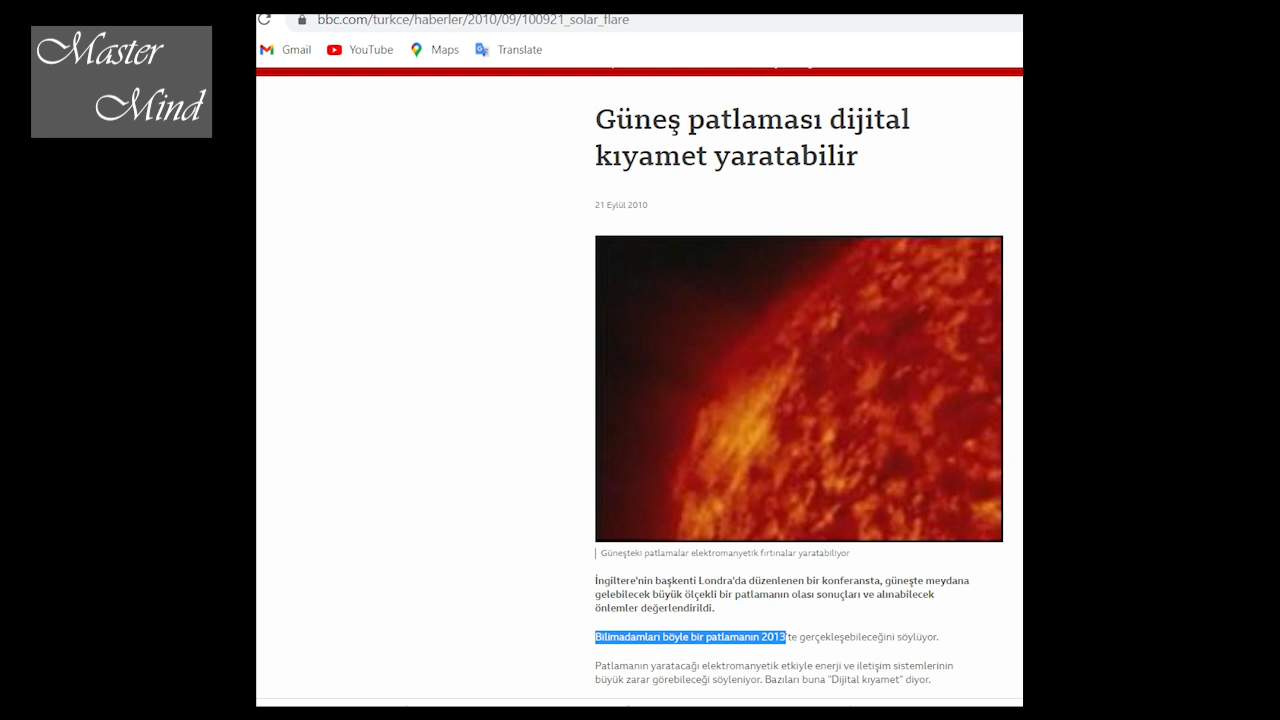 Master
Mind
bbc.com/turkce/haberler/2010/09/100921_solar_flare
Gmail YouTube Maps Translate
Güneş patlaması dijital
kıyamet yaratabilir
21 Eylül 2010
Güneşteki patlamalar elektromanyetik fırtınalar yaratabiliyor
İngiltere'nin başkenti Londra'da düzenlenen bir konferansta, güneşte meydana
gelebilecek büyük ölçekli bir patlamanın olası sonuçları ve alınabilecek
önlemler değerlendirildi.
Bilimadamları böyle bir patlamanın 2013'te gerçekleşebileceğini söylüyor.
Patlamanın yaratacağı elektromanyetik etkiyle enerji ve iletişim sistemlerinin
büyük zarar görebileceği söyleniyor. Bazıları buna "Dijital kıyamet" diyor.